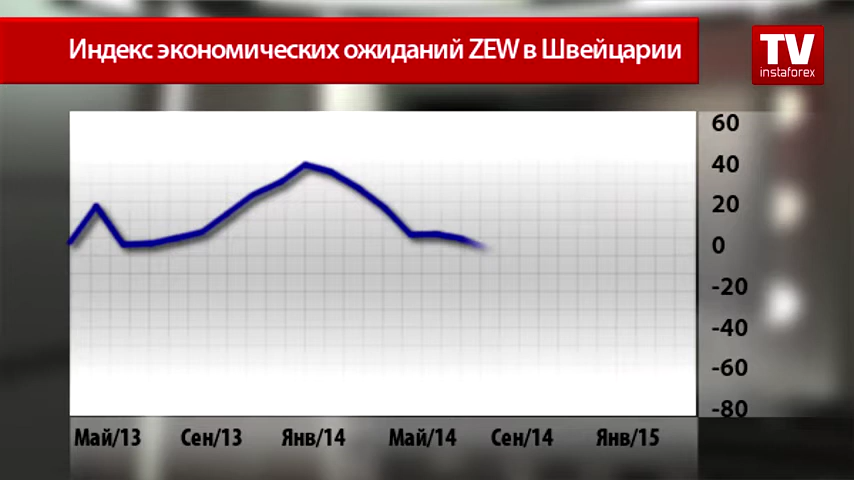 Индекс экономических ожиданий ZEW в Швейцарии
TV
instaforex
60
40
20
0
-20
-40
-60
-80
Май/13 Сен/13 Янв/14 Май/14 Сен/14 Янв/15